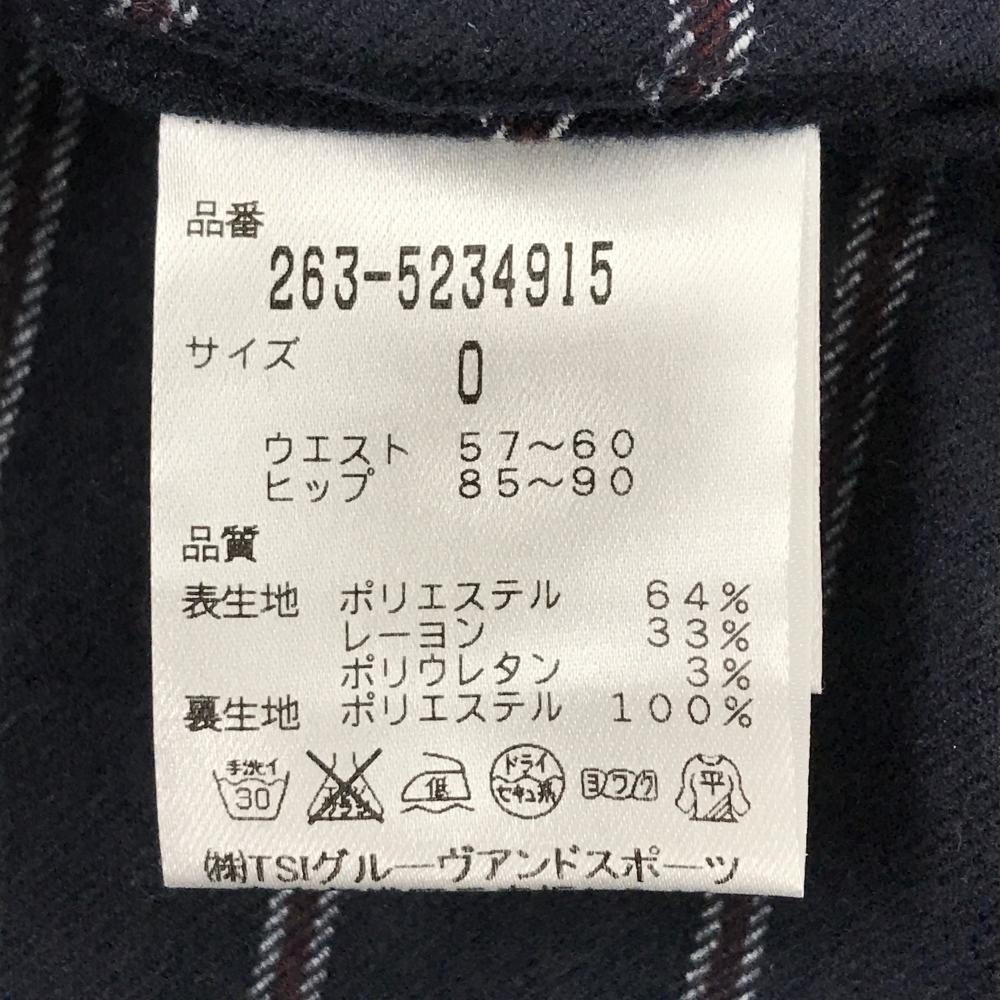 品番
263-5234915
サイズ 0
ウエスト 57〜60
ヒップ 85〜90
品質
表生地 ポリエステル 64%
レーヨン 33%
ポリウレタン 3%
裏生地 ポリエステル 100%
手洗イ 30 低 ドライ セキユ系 ヨワク 平
㈱TSIグルーヴアンドスポーツ